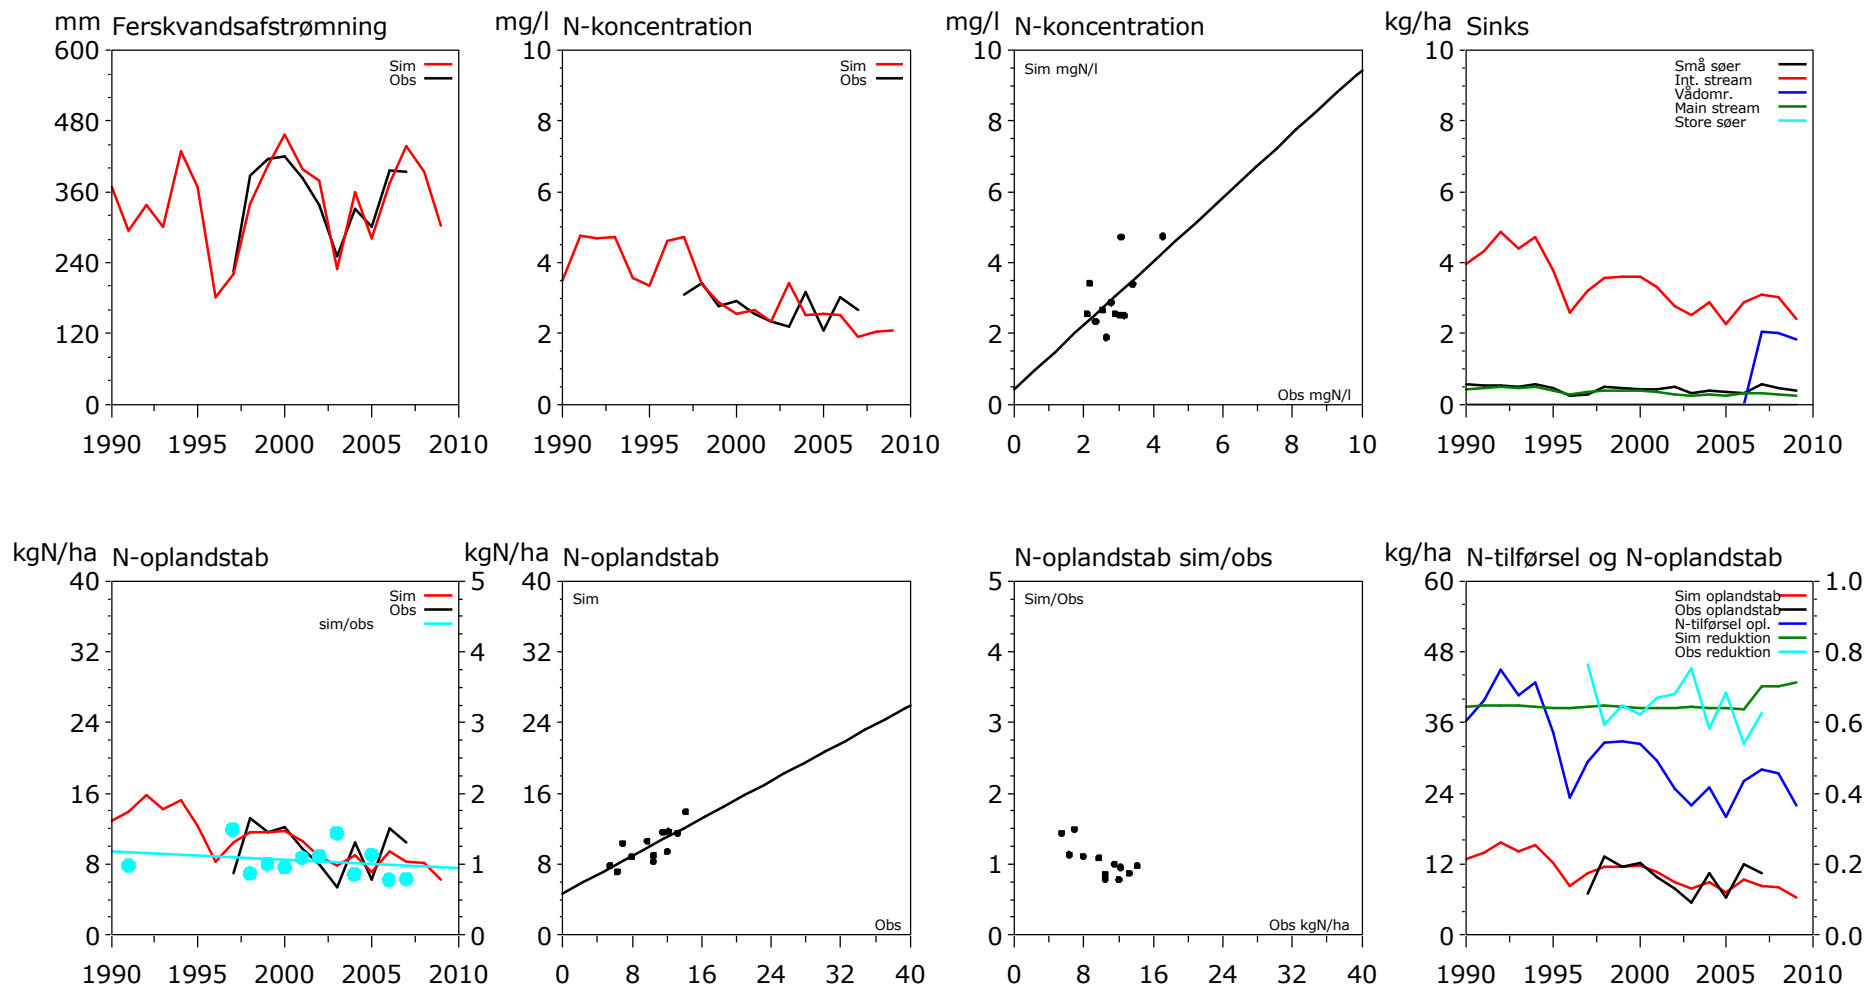 mm Ferskvandsafstrømning
600
480
360
240
120
0
Sim
Obs
1990 1995 2000 2005 2010
mg/l N-koncentration
10
8
6
4
2
0
Sim
Obs
1990 1995 2000 2005 2010
mg/l N-koncentration
10
8
6
4
2
0
Sim mgN/l
Obs mgN/l
0 2 4 6 8 10
kg/ha Sinks
10
8
6
4
2
0
Små søer
Int. stream
Vådomr.
Main stream
Store søer
1990 1995 2000 2005 2010
kgN/ha N-oplandstab
40
32
24
16
8
0
Sim
Obs
sim/obs
5
4
3
2
1
0
1990 1995 2000 2005 2010
kgN/ha N-oplandstab
40
32
24
16
8
0
Sim
Obs
0 8 16 24 32 40
N-oplandstab sim/obs
5
4
3
2
1
0
Sim/Obs
Obs kgN/ha
0 8 16 24 32 40
kg/ha N-tilførsel og N-oplandstab
60
48
36
24
12
0
Sim oplandstab
Obs oplandstab
N-tilførsel opl.
Sim reduktion
Obs reduktion
1.0
0.8
0.6
0.4
0.2
0.0
1990 1995 2000 2005 2010